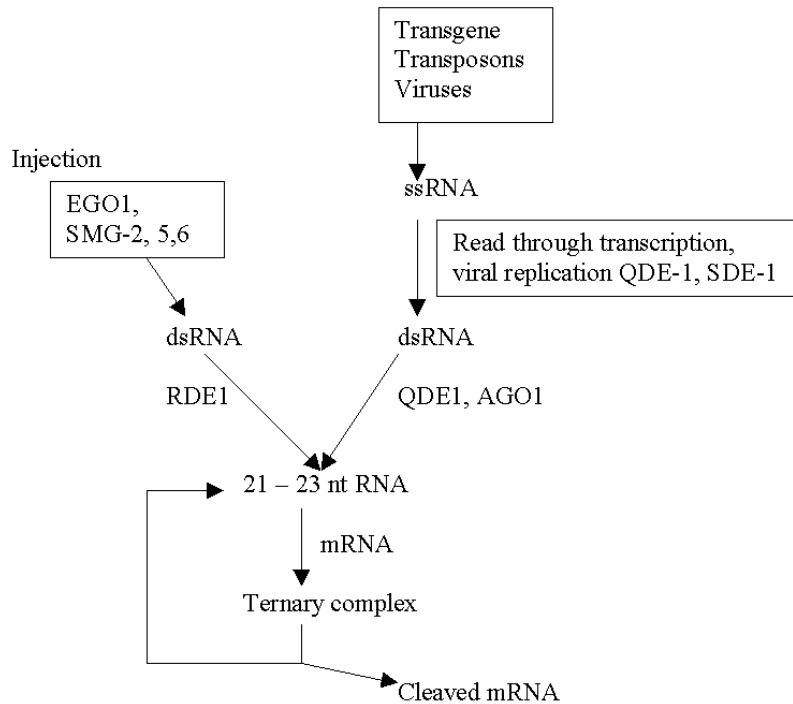 Transgene
Transposons
Viruses
Injection
ssRNA
EGO1,
SMG-2, 5,6
Read through transcription,
viral replication QDE-1, SDE-1
dsRNA
dsRNA
RDE1
QDE1, AGO1
21 – 23 nt RNA
mRNA
Ternary complex
Cleaved mRNA